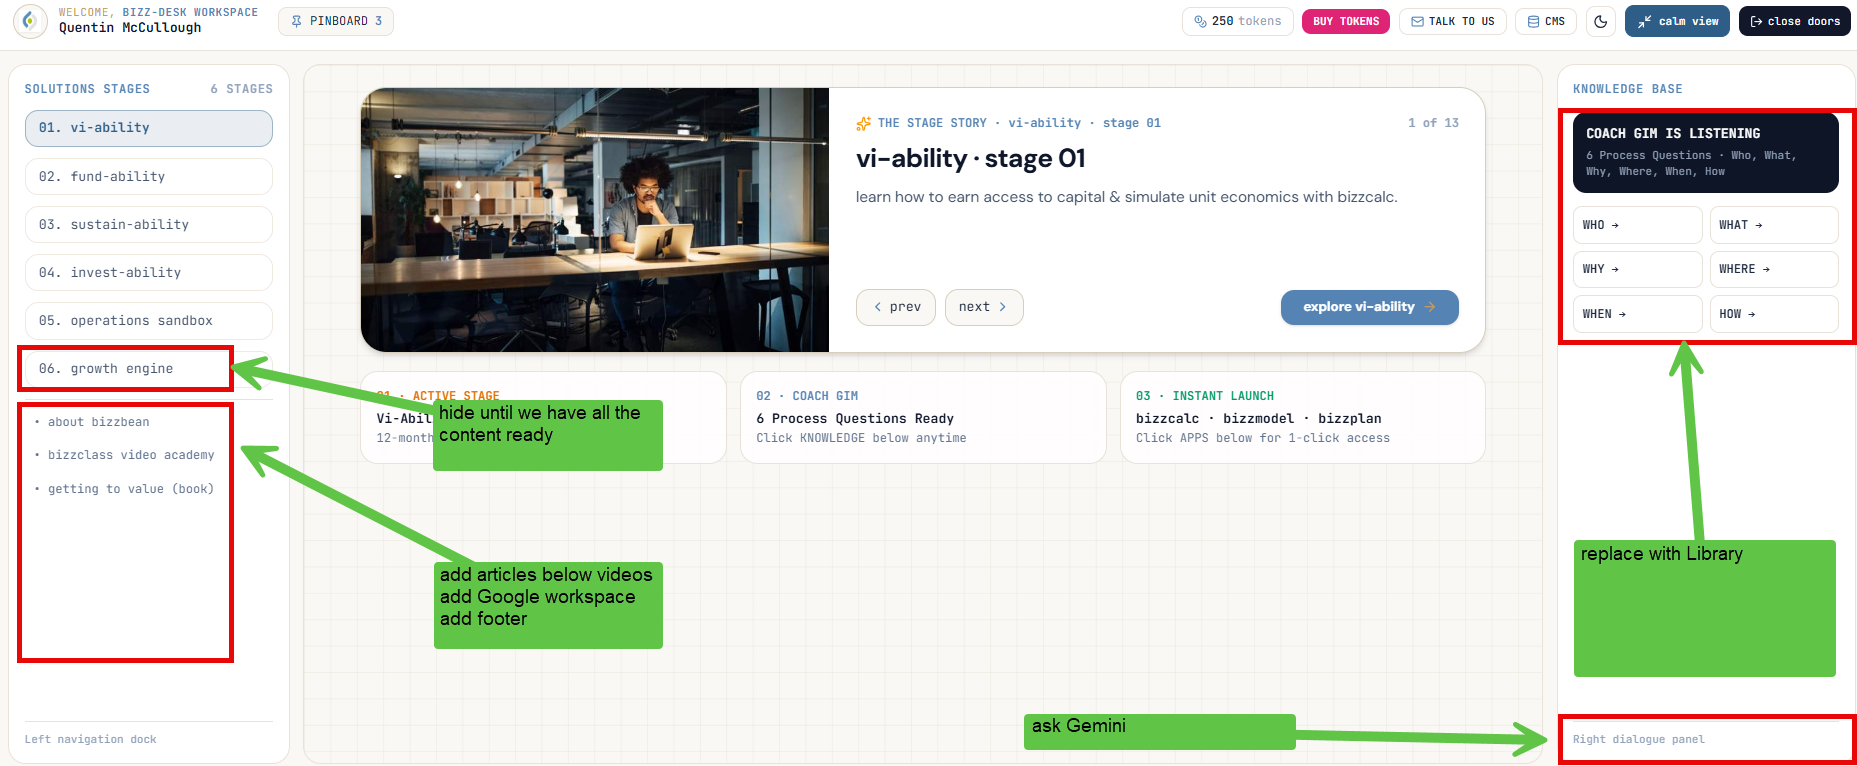 WELCOME, BIZZ-DESK WORKSPACE
Quentin McCullough
PINBOARD 3
250 tokens
BUY TOKENS
TALK TO US
CMS
calm view
close doors
SOLUTIONS STAGES
6 STAGES
01. vi-ability
02. fund-ability
03. sustain-ability
04. invest-ability
05. operations sandbox
06. growth engine
• about bizzbean
• bizzclass video academy
• getting to value (book)
Left navigation dock
THE STAGE STORY · vi-ability · stage 01
1 of 13
vi-ability · stage 01
learn how to earn access to capital & simulate unit economics with bizzcalc.
< prev
next >
explore vi-ability →
01 · ACTIVE STAGE
Vi-Abil
12-month
02 · COACH GIM
6 Process Questions Ready
Click KNOWLEDGE below anytime
03 · INSTANT LAUNCH
bizzcalc · bizzmodel · bizzplan
Click APPS below for 1-click access
hide until we have all the
content ready
add articles below videos
add Google workspace
add footer
ask Gemini
KNOWLEDGE BASE
COACH GIM IS LISTENING
6 Process Questions · Who, What,
Why, Where, When, How
WHO →
WHAT →
WHY →
WHERE →
WHEN →
HOW →
replace with Library
Right dialogue panel